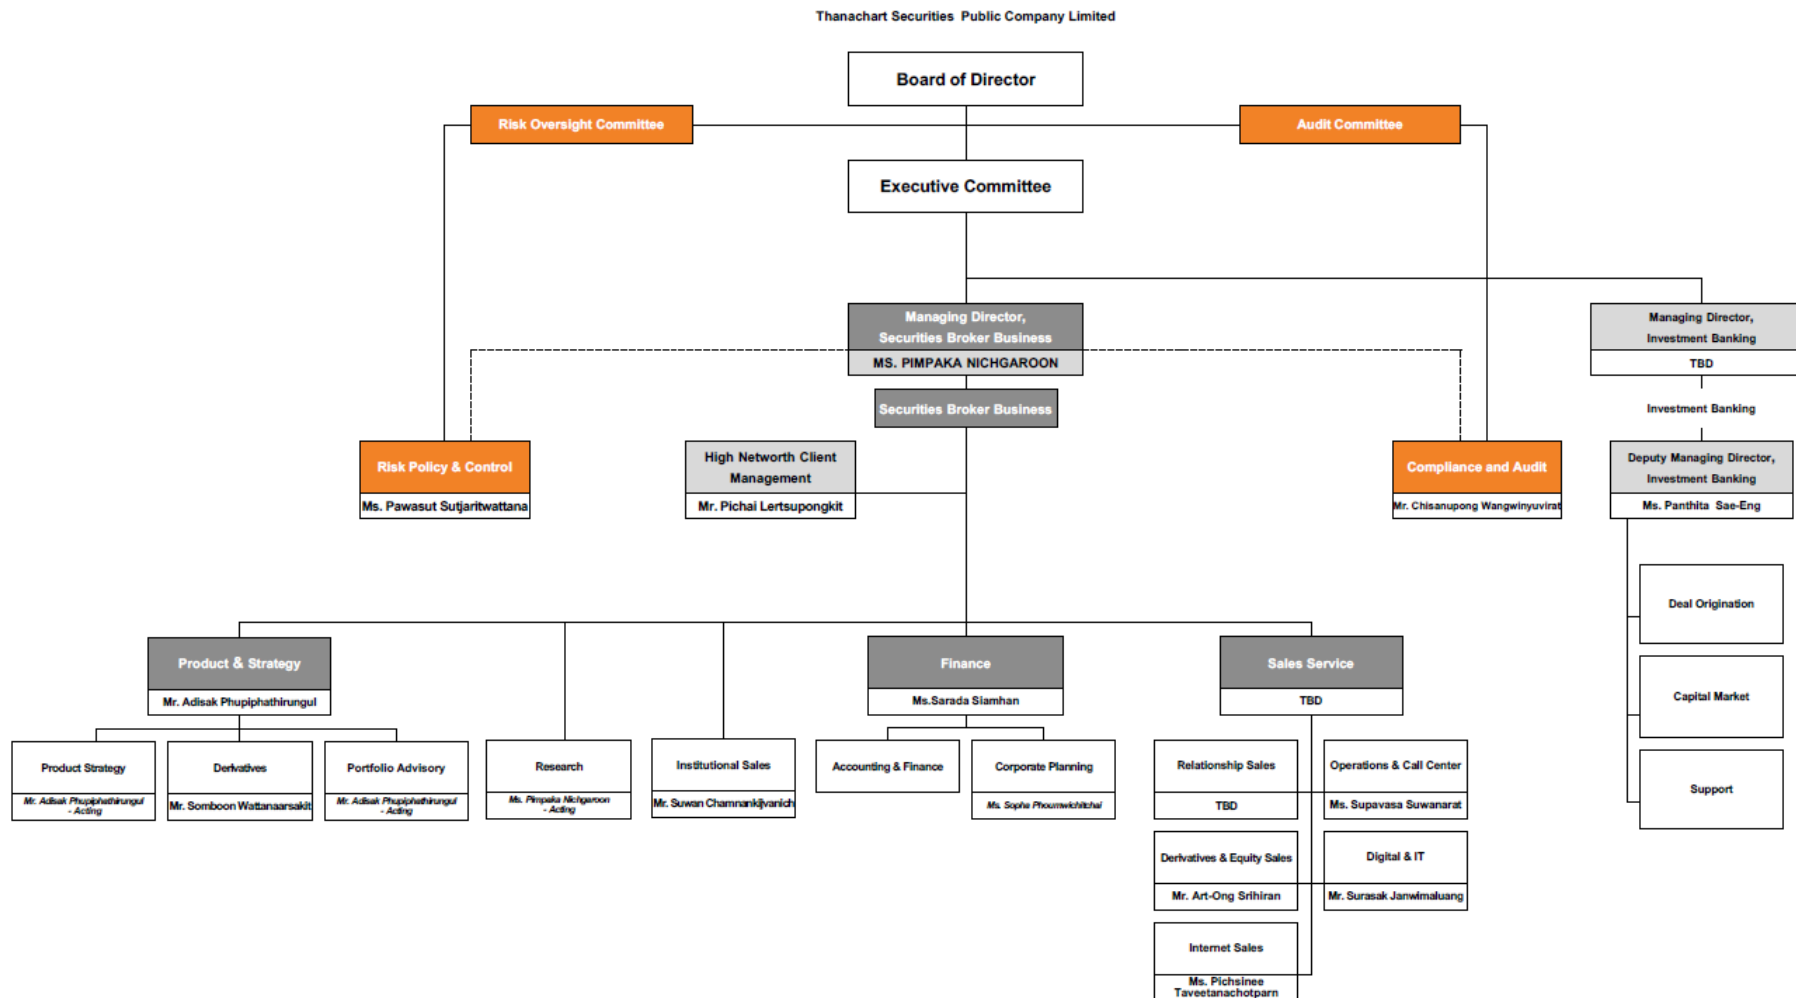 Thanachart Securities Public Company Limited
Board of Director
Risk Oversight Committee
Audit Committee
Executive Committee
Managing Director,
Securities Broker Business
MS. PIMPAKA NICHGAROON
Managing Director,
Investment Banking
TBD
Securities Broker Business
Investment Banking
Risk Policy & Control
Ms. Pawasut Sutjaritwattana
High Networth Client
Management
Mr. Pichai Lertsupongkit
Compliance and Audit
Mr. Chisanupong Wangwinyuvirat
Deputy Managing Director,
Investment Banking
Ms. Panthita Sae-Eng
Deal Origination
Capital Market
Support
Product & Strategy
Mr. Adisak Phupiphathirungul
Finance
Ms.Sarada Siamhan
Sales Service
TBD
Product Strategy
Mr. Adisak Phupiphathirungul
- Acting
Derivatives
Mr. Somboon Wattanaarsakit
Portfolio Advisory
Mr. Adisak Phupiphathirungul
- Acting
Research
Ms. Pimpaka Nichgaroon
- Acting
Institutional Sales
Mr. Suwan Chamnankijvanich
Accounting & Finance
Corporate Planning
Ms. Sopha Phoumwichitchai
Relationship Sales
TBD
Operations & Call Center
Ms. Supavasa Suwanarat
Derivatives & Equity Sales
Mr. Art-Ong Srihiran
Digital & IT
Mr. Surasak Janwimaluang
Internet Sales
Ms. Pichsinee
Taveetanachotparn